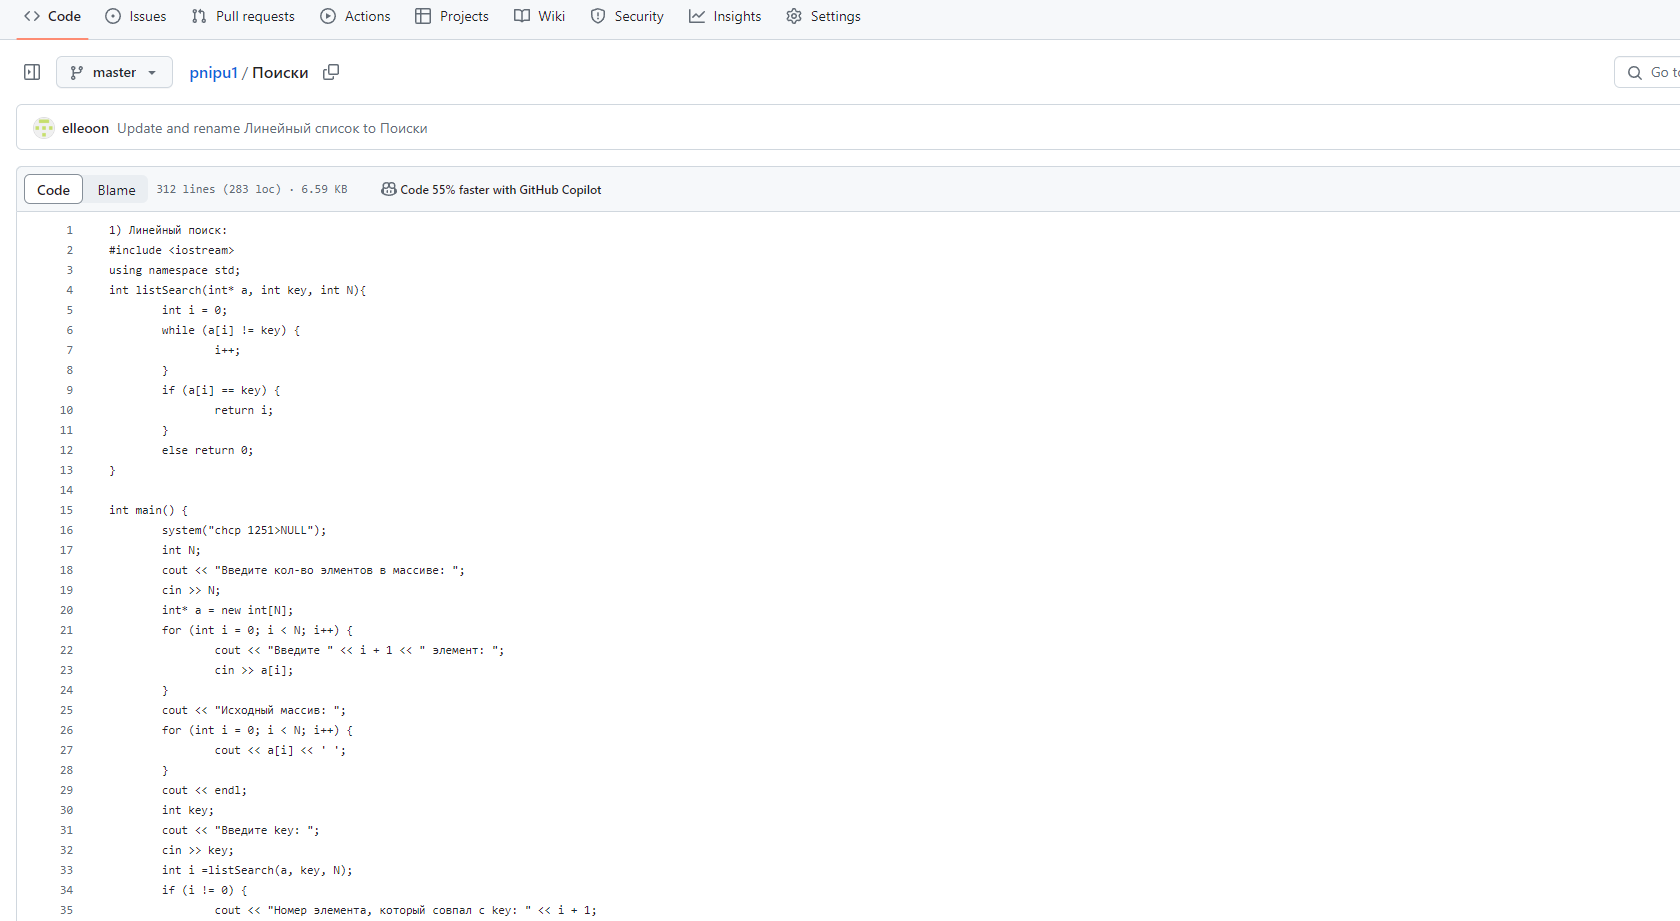 Code Issues Pull requests Actions Projects Wiki Security Insights Settings
master pnipu1 / Поиски Go to
elleoon Update and rename Линейный список to Поиски
Code Blame 312 lines (283 loc) · 6.59 KB Code 55% faster with GitHub Copilot
1 1) Линейный поиск:
2 #include <iostream>
3 using namespace std;
4 int listSearch(int* a, int key, int N){
5 int i = 0;
6 while (a[i] != key) {
7 i++;
8 }
9 if (a[i] == key) {
10 return i;
11 }
12 else return 0;
13 }
14
15 int main() {
16 system("chcp 1251>NULL");
17 int N;
18 cout << "Введите кол-во элментов в массиве: ";
19 cin >> N;
20 int* a = new int[N];
21 for (int i = 0; i < N; i++) {
22 cout << "Введите " << i + 1 << " элемент: ";
23 cin >> a[i];
24 }
25 cout << "Исходный массив: ";
26 for (int i = 0; i < N; i++) {
27 cout << a[i] << ' ';
28 }
29 cout << endl;
30 int key;
31 cout << "Введите key: ";
32 cin >> key;
33 int i =listSearch(a, key, N);
34 if (i != 0) {
35 cout << "Номер элемента, который совпал с key: " << i + 1;